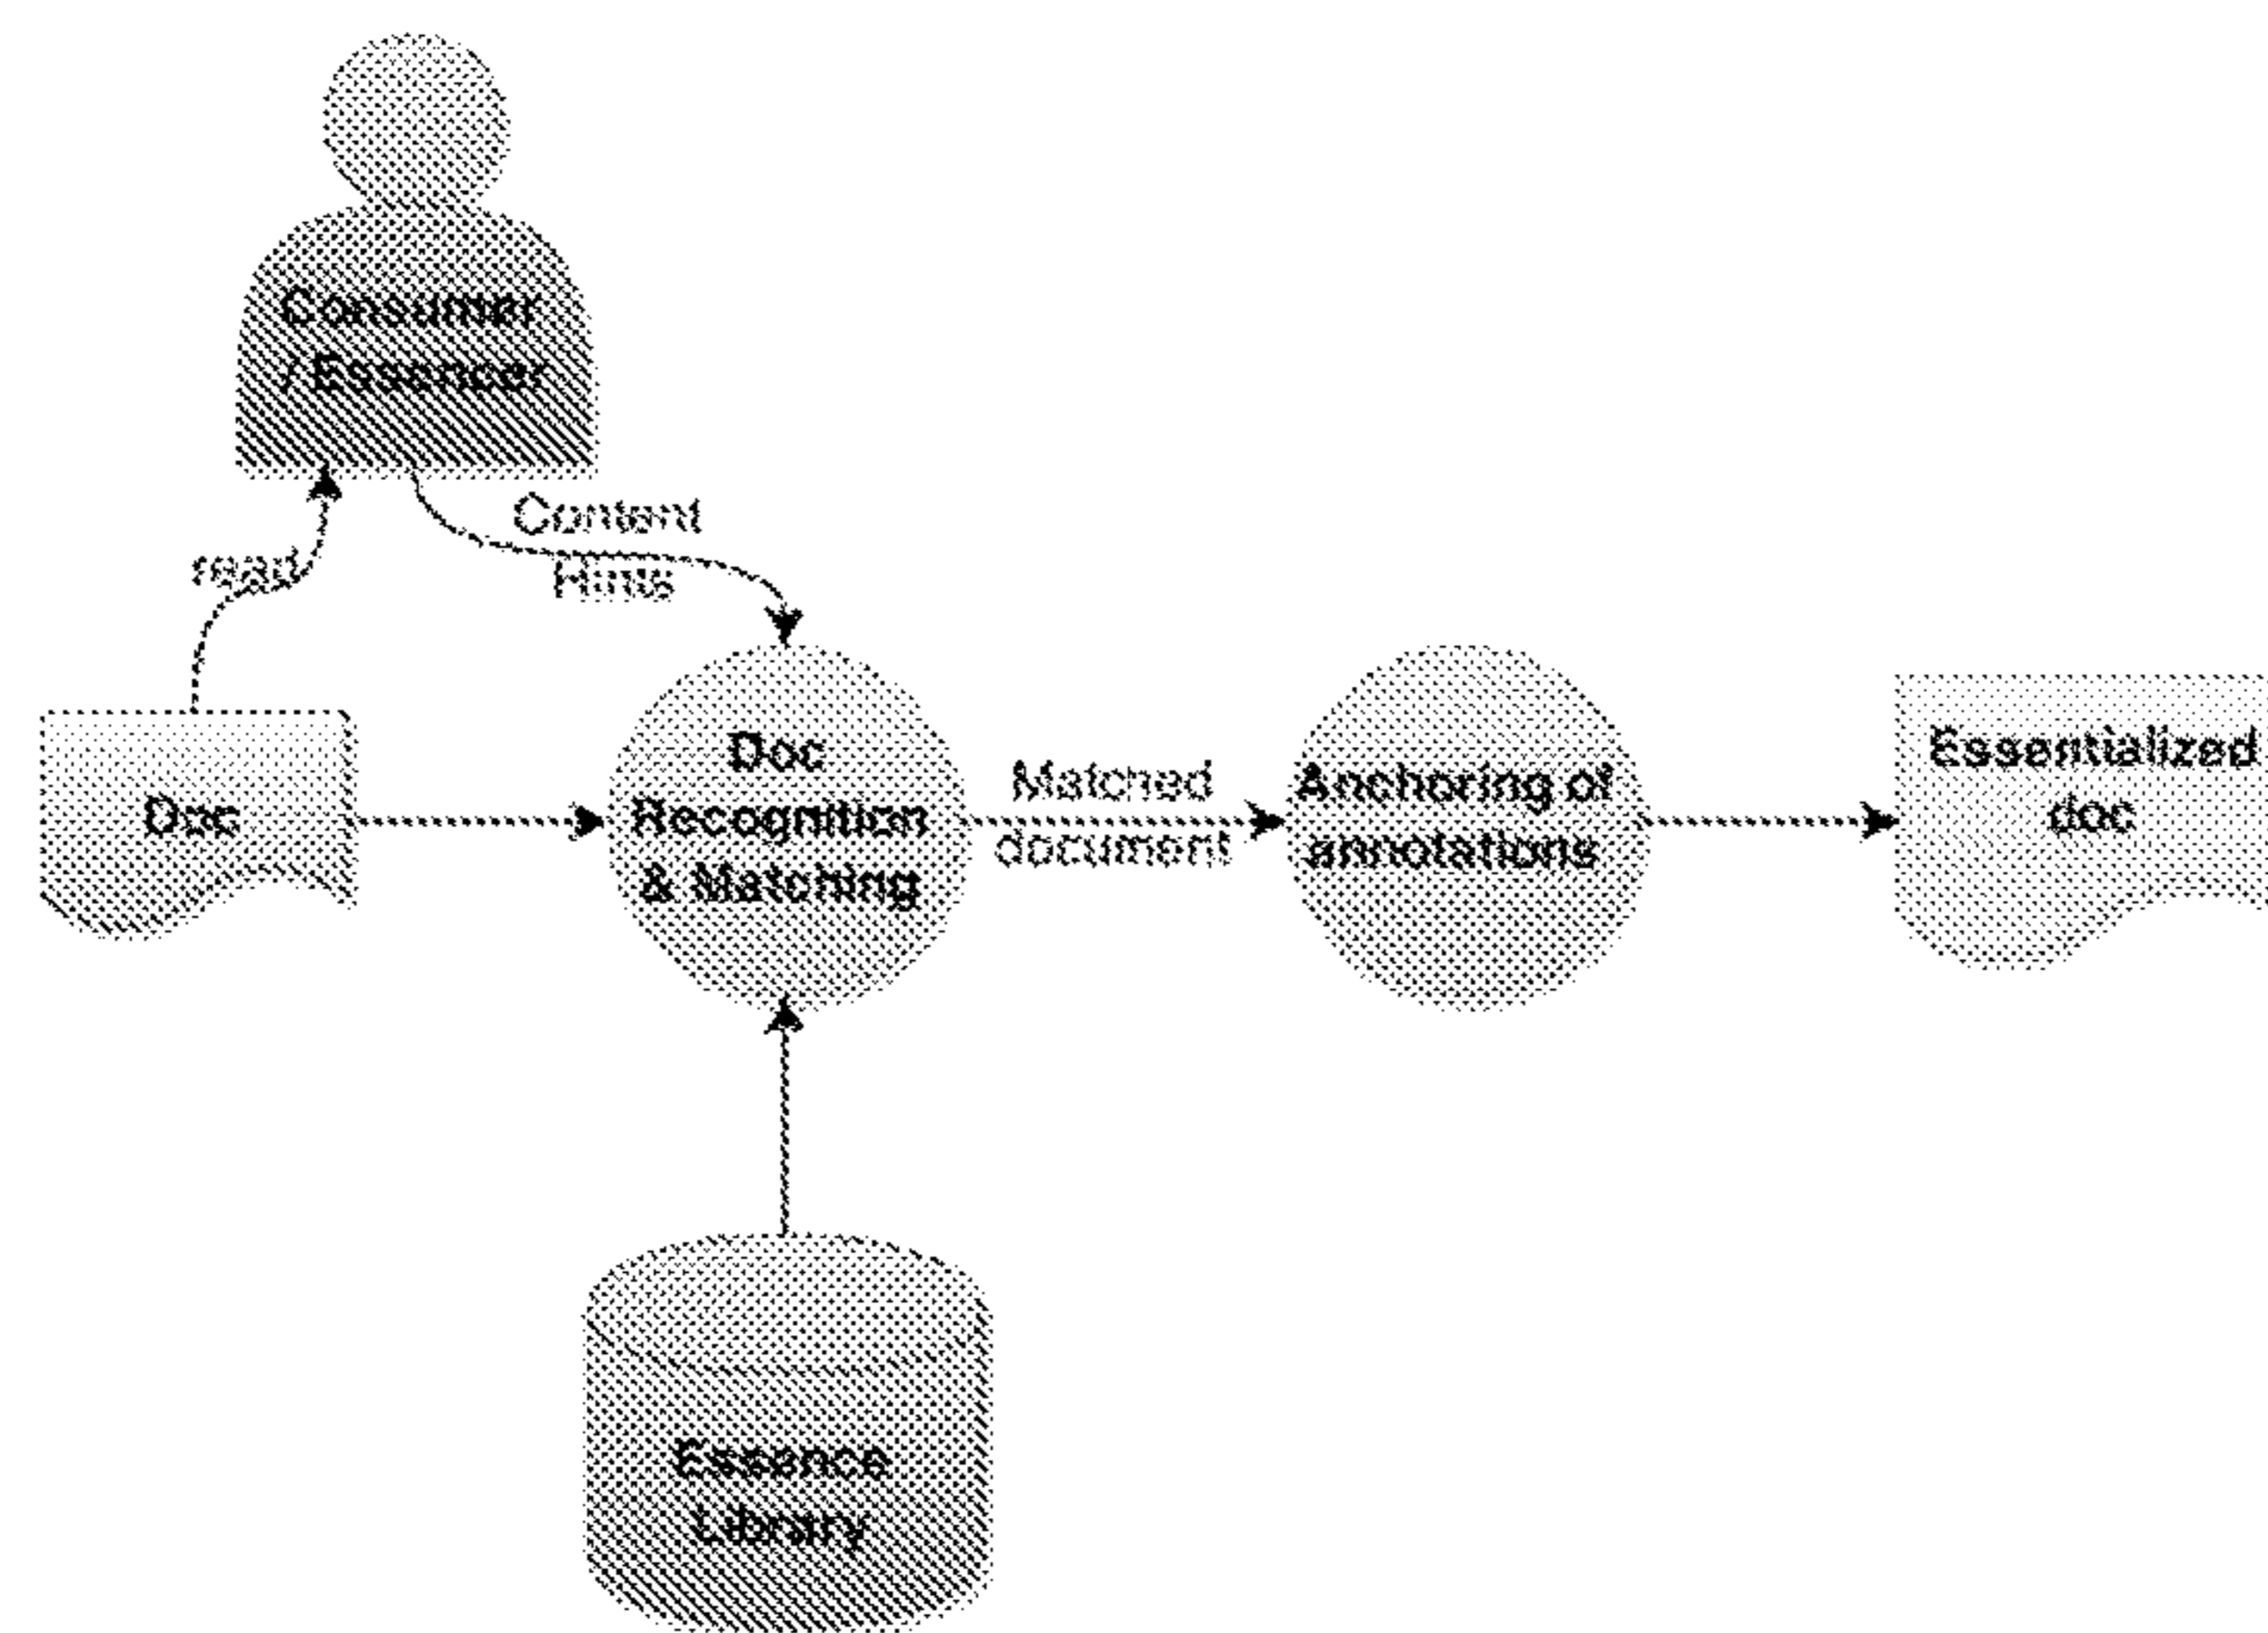 Consumer
/ Essencer
Content
Hints
read
Doc
Doc
Recognition
& Matching
Matched
document
Anchoring of
annotations
Essentialized
doc
Essence
Library